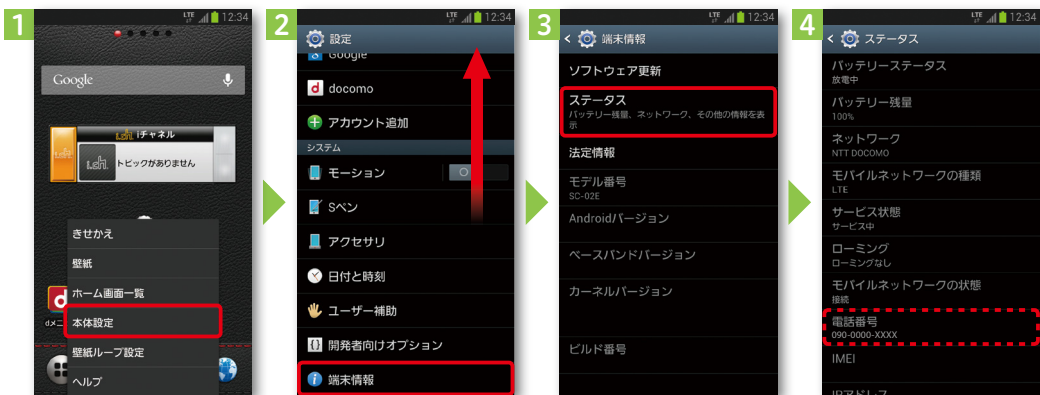 1
LTE 12:34
Google
iチャネル
トピックがありません
きせかえ
壁紙
ホーム画面一覧
本体設定
壁紙ループ設定
ヘルプ
2
LTE 12:34
設定
Google
docomo
アカウント追加
システム
モーション
Sペン
アクセサリ
日付と時刻
ユーザー補助
開発者向けオプション
端末情報
3
LTE 12:34
端末情報
ソフトウェア更新
ステータス
バッテリー残量、ネットワーク、その他の情報を表
示
法定情報
モデル番号
SC-02E
Androidバージョン
ベースバンドバージョン
カーネルバージョン
ビルド番号
4
LTE 12:34
ステータス
バッテリーステータス
放電中
バッテリー残量
100%
ネットワーク
NTT DOCOMO
モバイルネットワークの種類
LTE
サービス状態
サービス中
ローミング
ローミングなし
モバイルネットワークの状態
接続
電話番号
090-0000-XXXX
IMEI
IPアドレス